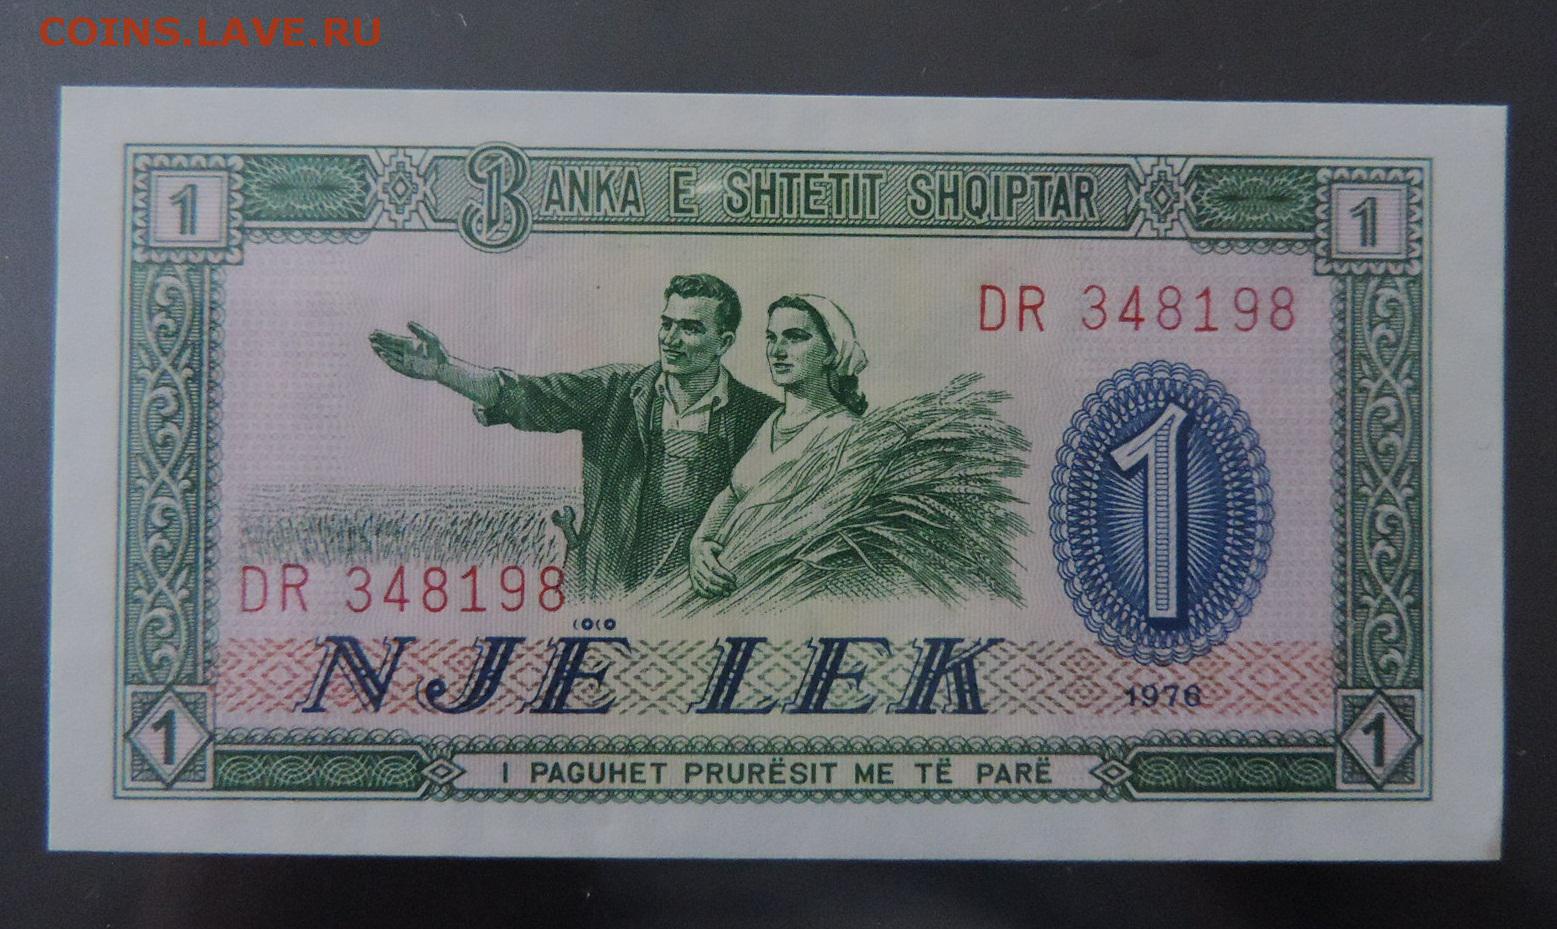 COINS.LAVE.RU
1 BANKA E SHTETIT SHQIPTAR 1
DR 348198
1
DR 348198
NJË LEK
1976
1 I PAGUHET PRURËSIT ME TË PARË 1